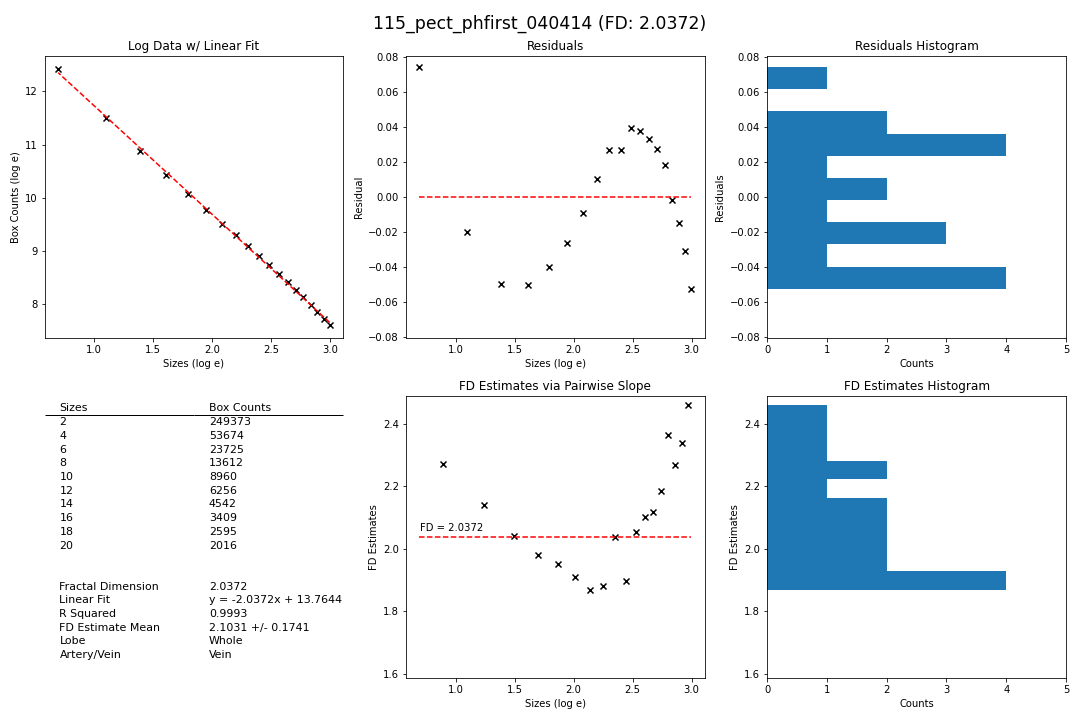 115_pect_phfirst_040414 (FD: 2.0372)
Log Data w/ Linear Fit
Box Counts (log e)
12
11
10
9
8
1.0 1.5 2.0 2.5 3.0
Sizes (log e)
Residuals
Residual
0.08
0.06
0.04
0.02
0.00
−0.02
−0.04
−0.06
−0.08
1.0 1.5 2.0 2.5 3.0
Sizes (log e)
Residuals Histogram
Residuals
0.08
0.06
0.04
0.02
0.00
−0.02
−0.04
−0.06
−0.08
0 1 2 3 4 5
Counts
Sizes Box Counts
2 249373
4 53674
6 23725
8 13612
10 8960
12 6256
14 4542
16 3409
18 2595
20 2016
Fractal Dimension 2.0372
Linear Fit y = -2.0372x + 13.7644
R Squared 0.9993
FD Estimate Mean 2.1031 +/- 0.1741
Lobe Whole
Artery/Vein Vein
FD Estimates via Pairwise Slope
FD Estimates
2.4
2.2
2.0
1.8
1.6
FD = 2.0372
1.0 1.5 2.0 2.5 3.0
Sizes (log e)
FD Estimates Histogram
FD Estimates
2.4
2.2
2.0
1.8
1.6
0 1 2 3 4 5
Counts